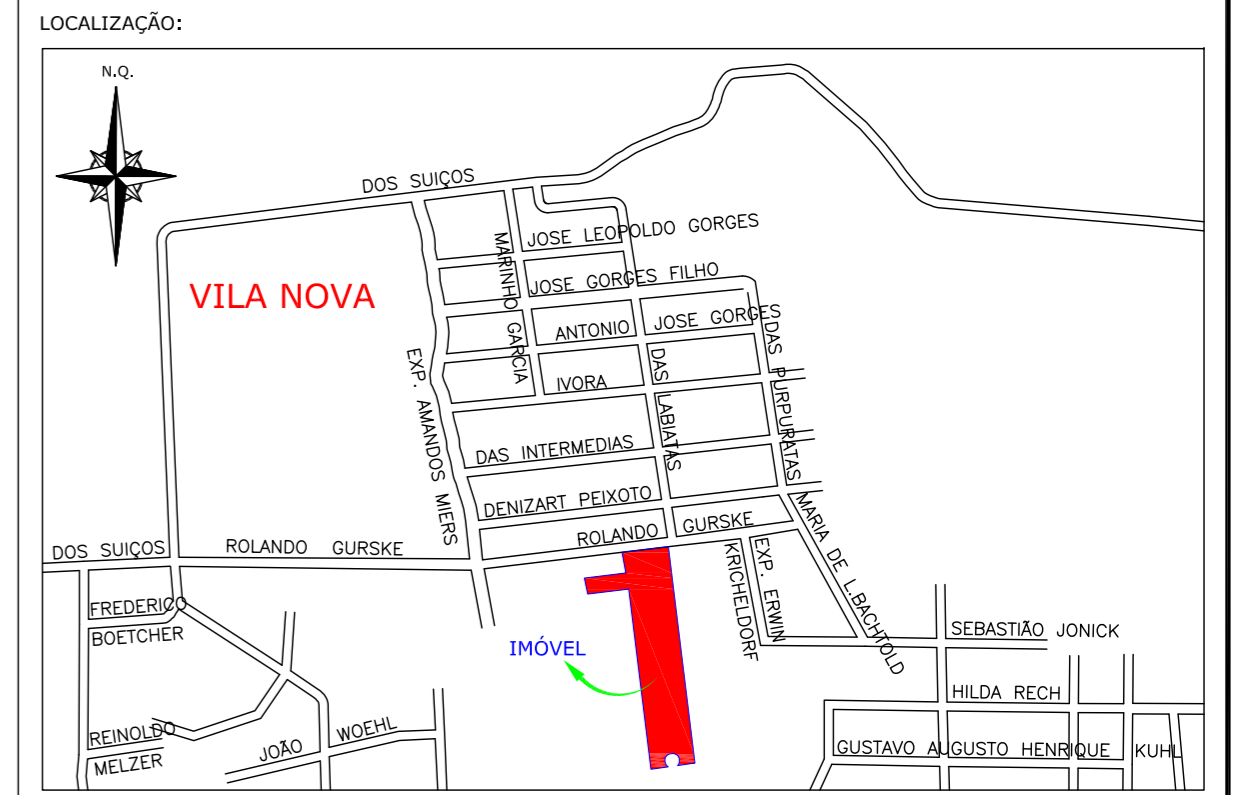 LOCALIZAÇÃO:
N.Q.
DOS SUIÇOS
VILA NOVA
MARINHO GARCIA
JOSE LEOPOLDO GORGES
JOSE GORGES FILHO
ANTONIO JOSE GORGES
IVORA
DAS LABIATAS
DAS PURPURATAS
EXP. AMANDOS MIERS
DAS INTERMEDIAS
DENIZART PEIXOTO
ROLANDO GURSKE
DOS SUIÇOS
ROLANDO GURSKE
MARIA DE L.BACHTOLD
EXP. ERWIN
KRICHELDORF
FREDERICO
BOETCHER
IMÓVEL
SEBASTIÃO JONICK
HILDA RECH
REINOLDO
MELZER
JOÃO WOEHL
GUSTAVO AUGUSTO HENRIQUE KUHL